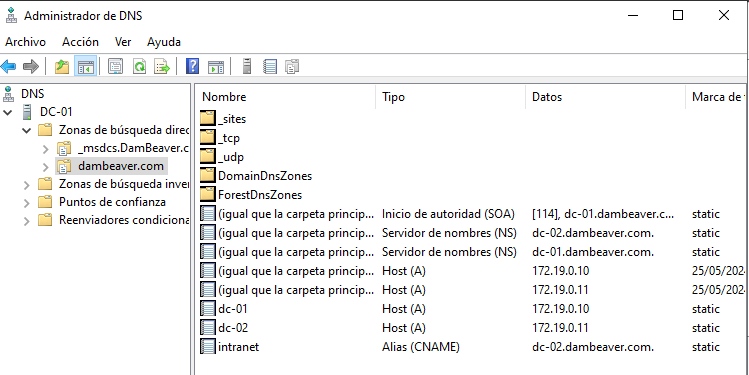 Administrador de DNS
Archivo Acción Ver Ayuda
DNS
DC-01
Zonas de búsqueda direc
_msdcs.DamBeaver.c
dambeaver.com
Zonas de búsqueda inver
Puntos de confianza
Reenviadores condiciona
Nombre Tipo Datos Marca de t
_sites
_tcp
_udp
DomainDnsZones
ForestDnsZones
(igual que la carpeta princip... Inicio de autoridad (SOA) [114], dc-01.dambeaver.c... static
(igual que la carpeta princip... Servidor de nombres (NS) dc-02.dambeaver.com. static
(igual que la carpeta princip... Servidor de nombres (NS) dc-01.dambeaver.com. static
(igual que la carpeta princip... Host (A) 172.19.0.10 25/05/202
(igual que la carpeta princip... Host (A) 172.19.0.11 25/05/202
dc-01 Host (A) 172.19.0.10 static
dc-02 Host (A) 172.19.0.11 static
intranet Alias (CNAME) dc-02.dambeaver.com. static